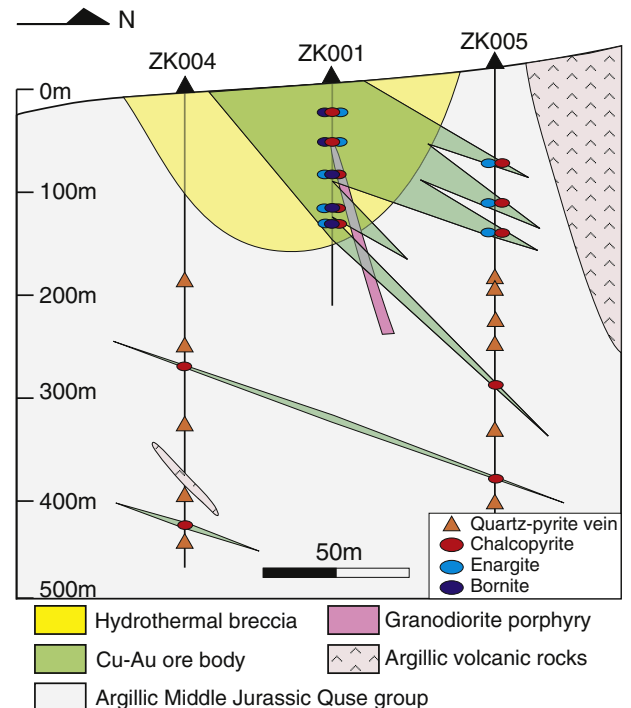 N
ZK004 ZK001 ZK005
0m
100m
200m
300m
400m
500m
50m
Quartz-pyrite vein
Chalcopyrite
Enargite
Bornite
Hydrothermal breccia Granodiorite porphyry
Cu-Au ore body Argillic volcanic rocks
Argillic Middle Jurassic Quse group